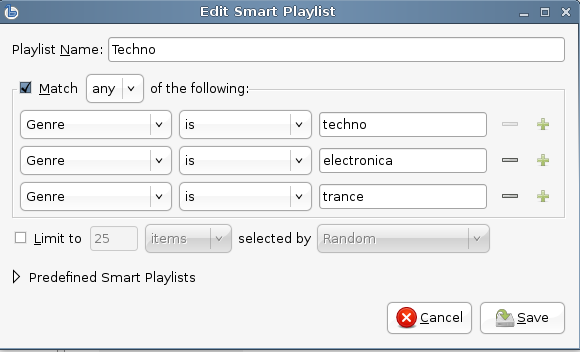 Edit Smart Playlist
Playlist Name: Techno
Match any of the following:
Genre is techno
Genre is electronica
Genre is trance
Limit to 25 items selected by Random
Predefined Smart Playlists
Cancel Save